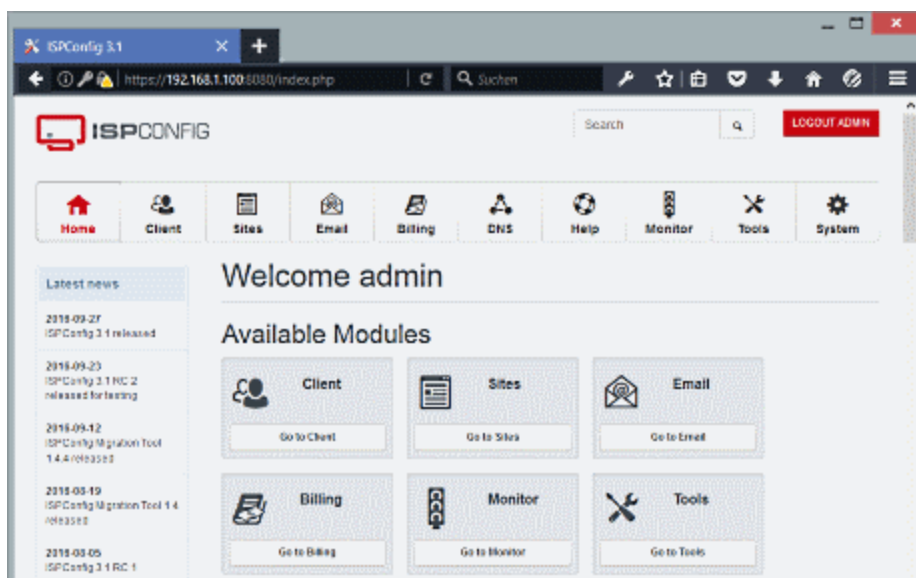 ISPConfig 3.1
https://192.168.1.100:8080/index.php
Suchen
ISPCONFIG
Search
LOGOUT ADMIN
Home Client Sites Email Billing DNS Help Monitor Tools System
Latest news
2016-09-27
ISPConfig 3.1 released
2016-09-23
ISPConfig 3.1 RC 2
released for testing
2016-09-12
ISPConfig Migration Tool
1.4.4 released
2016-08-19
ISPConfig Migration Tool 1.4
released
2016-08-05
ISPConfig 3.1 RC 1
Welcome admin
Available Modules
Client Sites Email
Go to Client Go to Sites Go to Email
Billing Monitor Tools
Go to Billing Go to Monitor Go to Tools